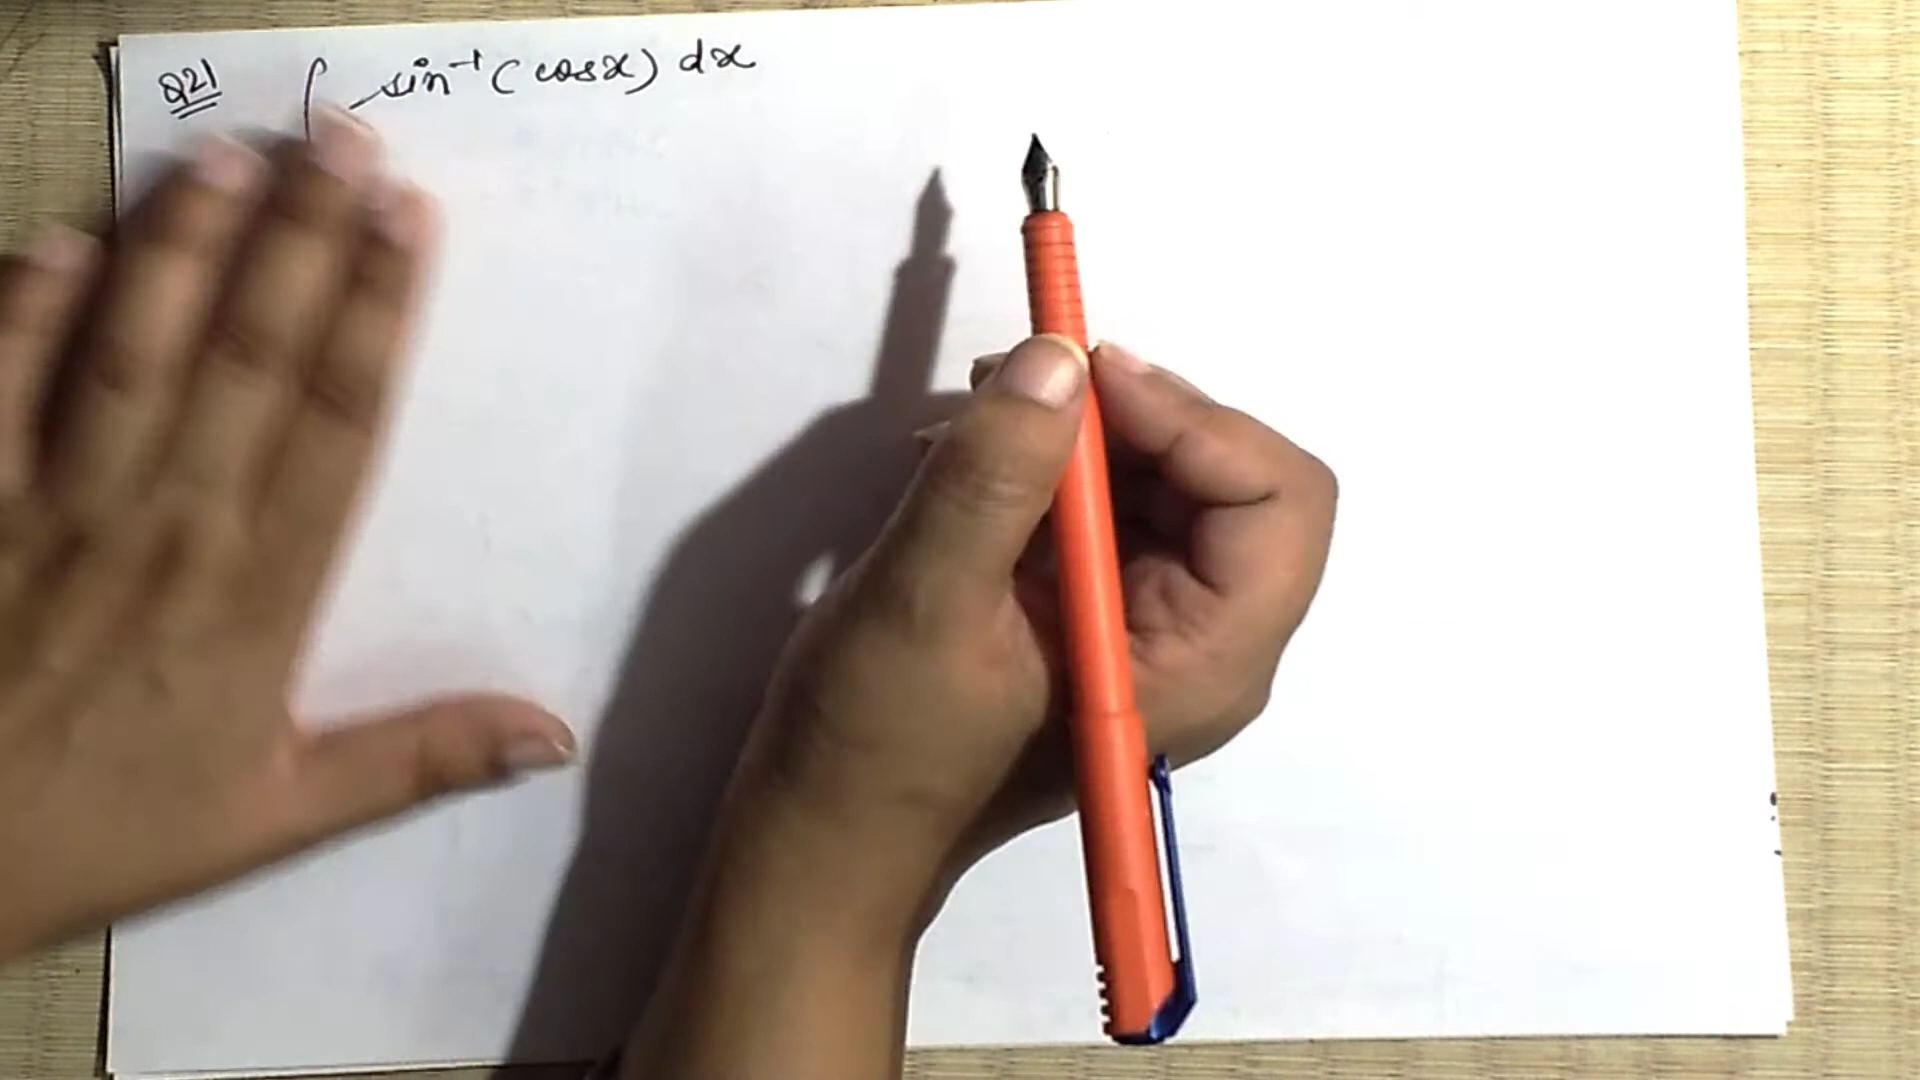 Q21 ∫ sin⁻¹(cosx) dx